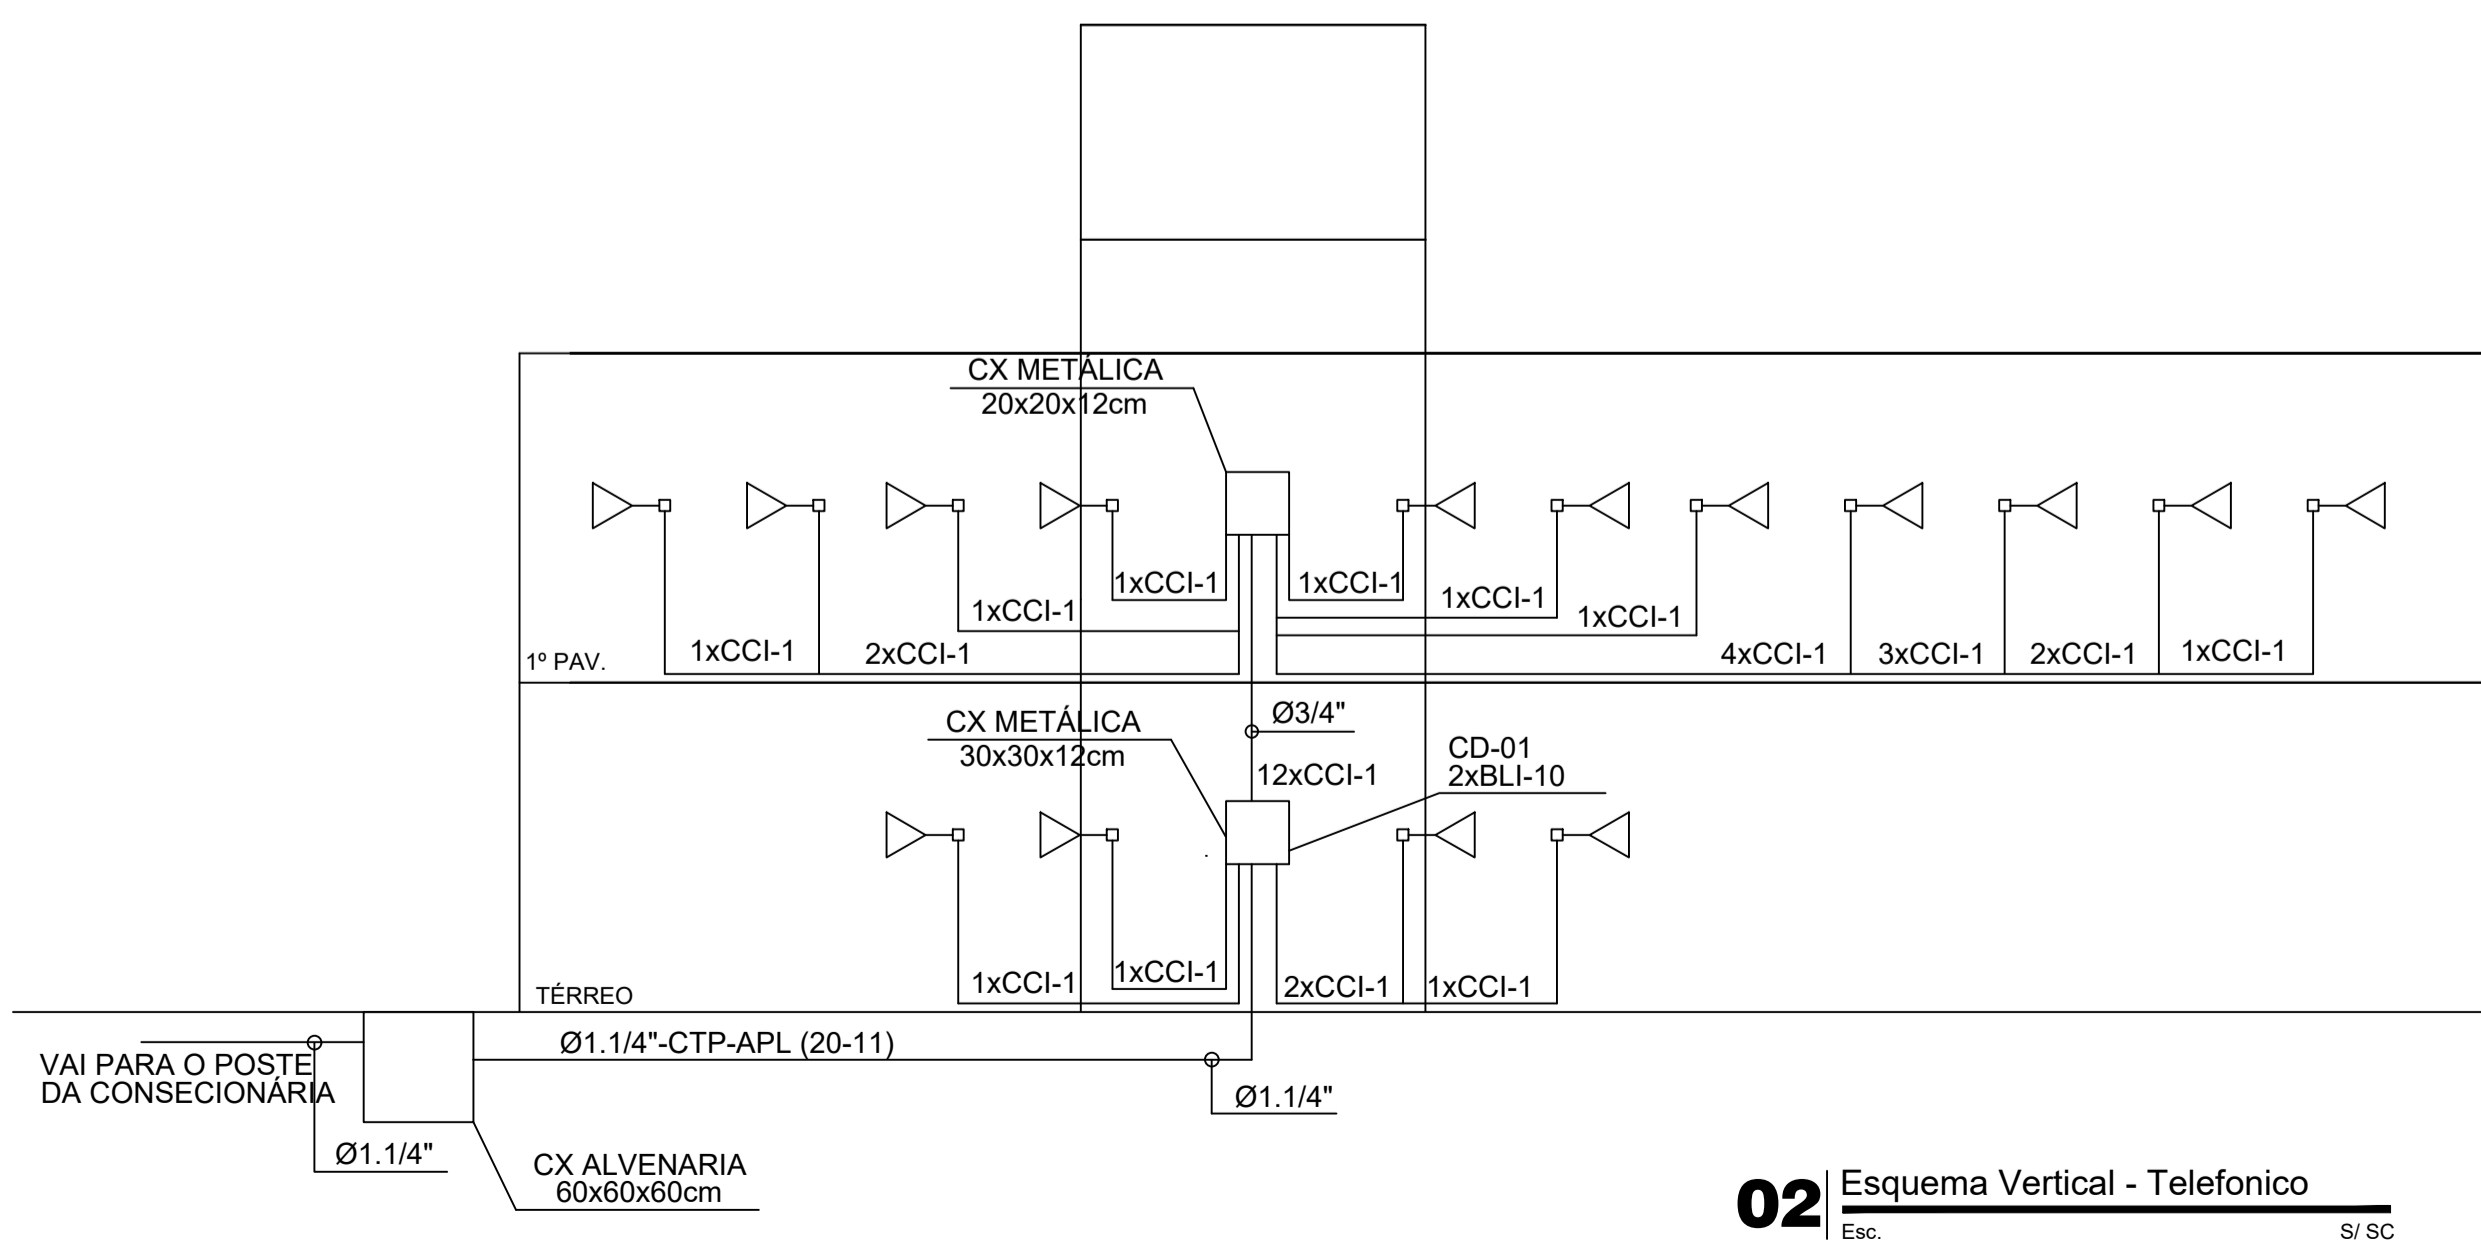 CX METÁLICA
20x20x12cm
1xCCI-1
1xCCI-1
1xCCI-1
1xCCI-1
1xCCI-1
1xCCI-1
2xCCI-1
4xCCI-1
3xCCI-1
2xCCI-1
1xCCI-1
1º PAV.
CX METÁLICA
30x30x12cm
Ø3/4"
12xCCI-1
CD-01
2xBLI-10
1xCCI-1
1xCCI-1
2xCCI-1
1xCCI-1
TÉRREO
Ø1.1/4"-CTP-APL (20-11)
VAI PARA O POSTE
DA CONSECIONÁRIA
Ø1.1/4"
Ø1.1/4"
CX ALVENARIA
60x60x60cm
02
Esquema Vertical - Telefonico
Esc. S/ SC